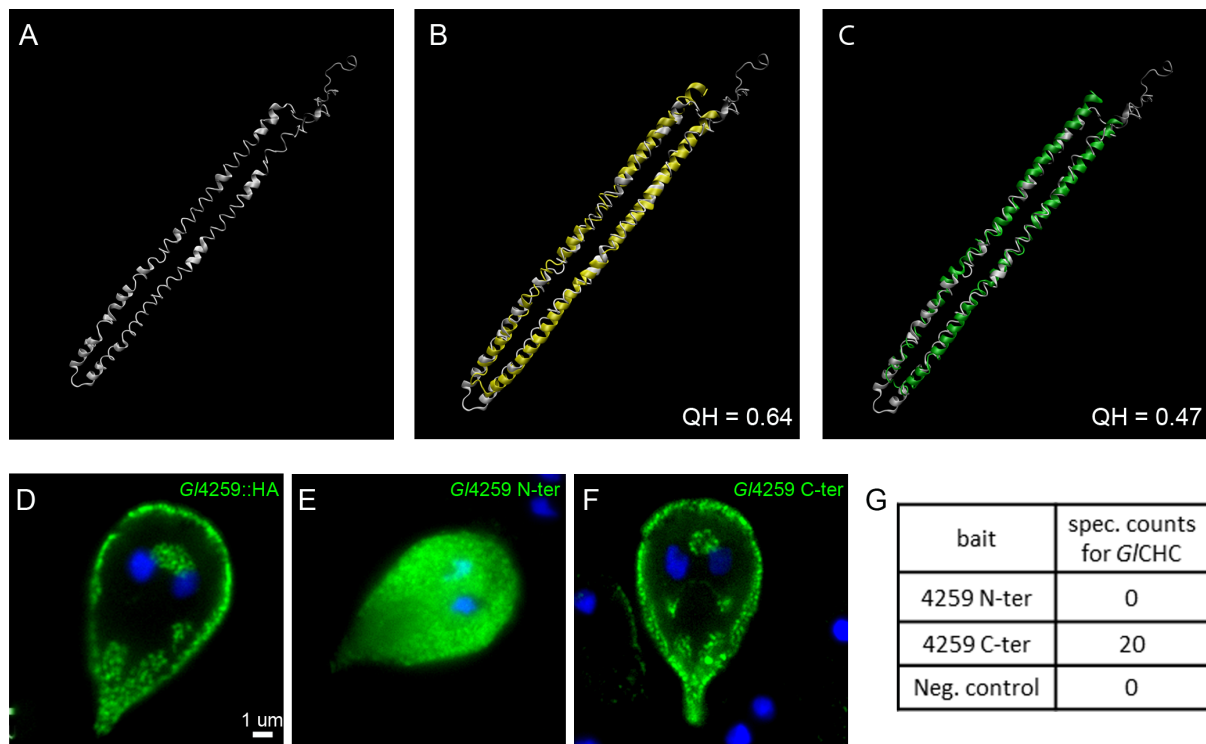 A
B
C
QH = 0.64
QH = 0.47
D
Gl4259::HA
1 um
E
Gl4259 N-ter
F
Gl4259 C-ter
G
bait
spec. counts
for GlCHC
4259 N-ter
0
4259 C-ter
20
Neg. control
0